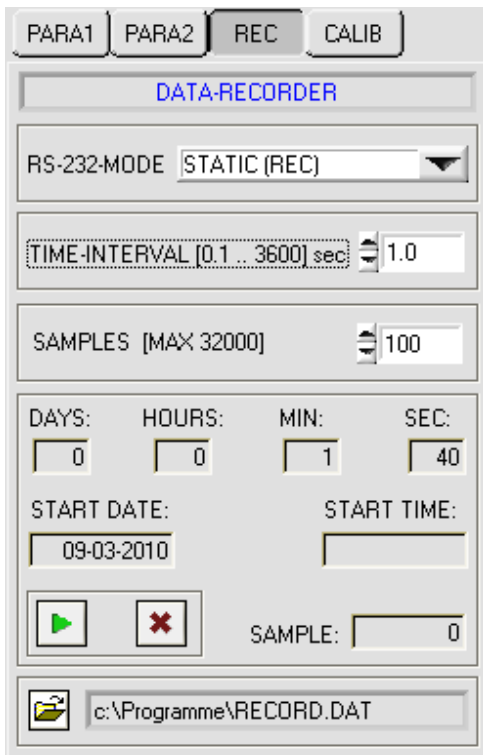 PARA1 PARA2 REC CALIB
DATA-RECORDER
RS-232-MODE STATIC (REC)
TIME-INTERVAL [0.1 .. 3600] sec 1.0
SAMPLES [MAX 32000] 100
DAYS: HOURS: MIN: SEC:
0 0 1 40
START DATE: START TIME:
09-03-2010
SAMPLE: 0
c:\Programme\RECORD.DAT